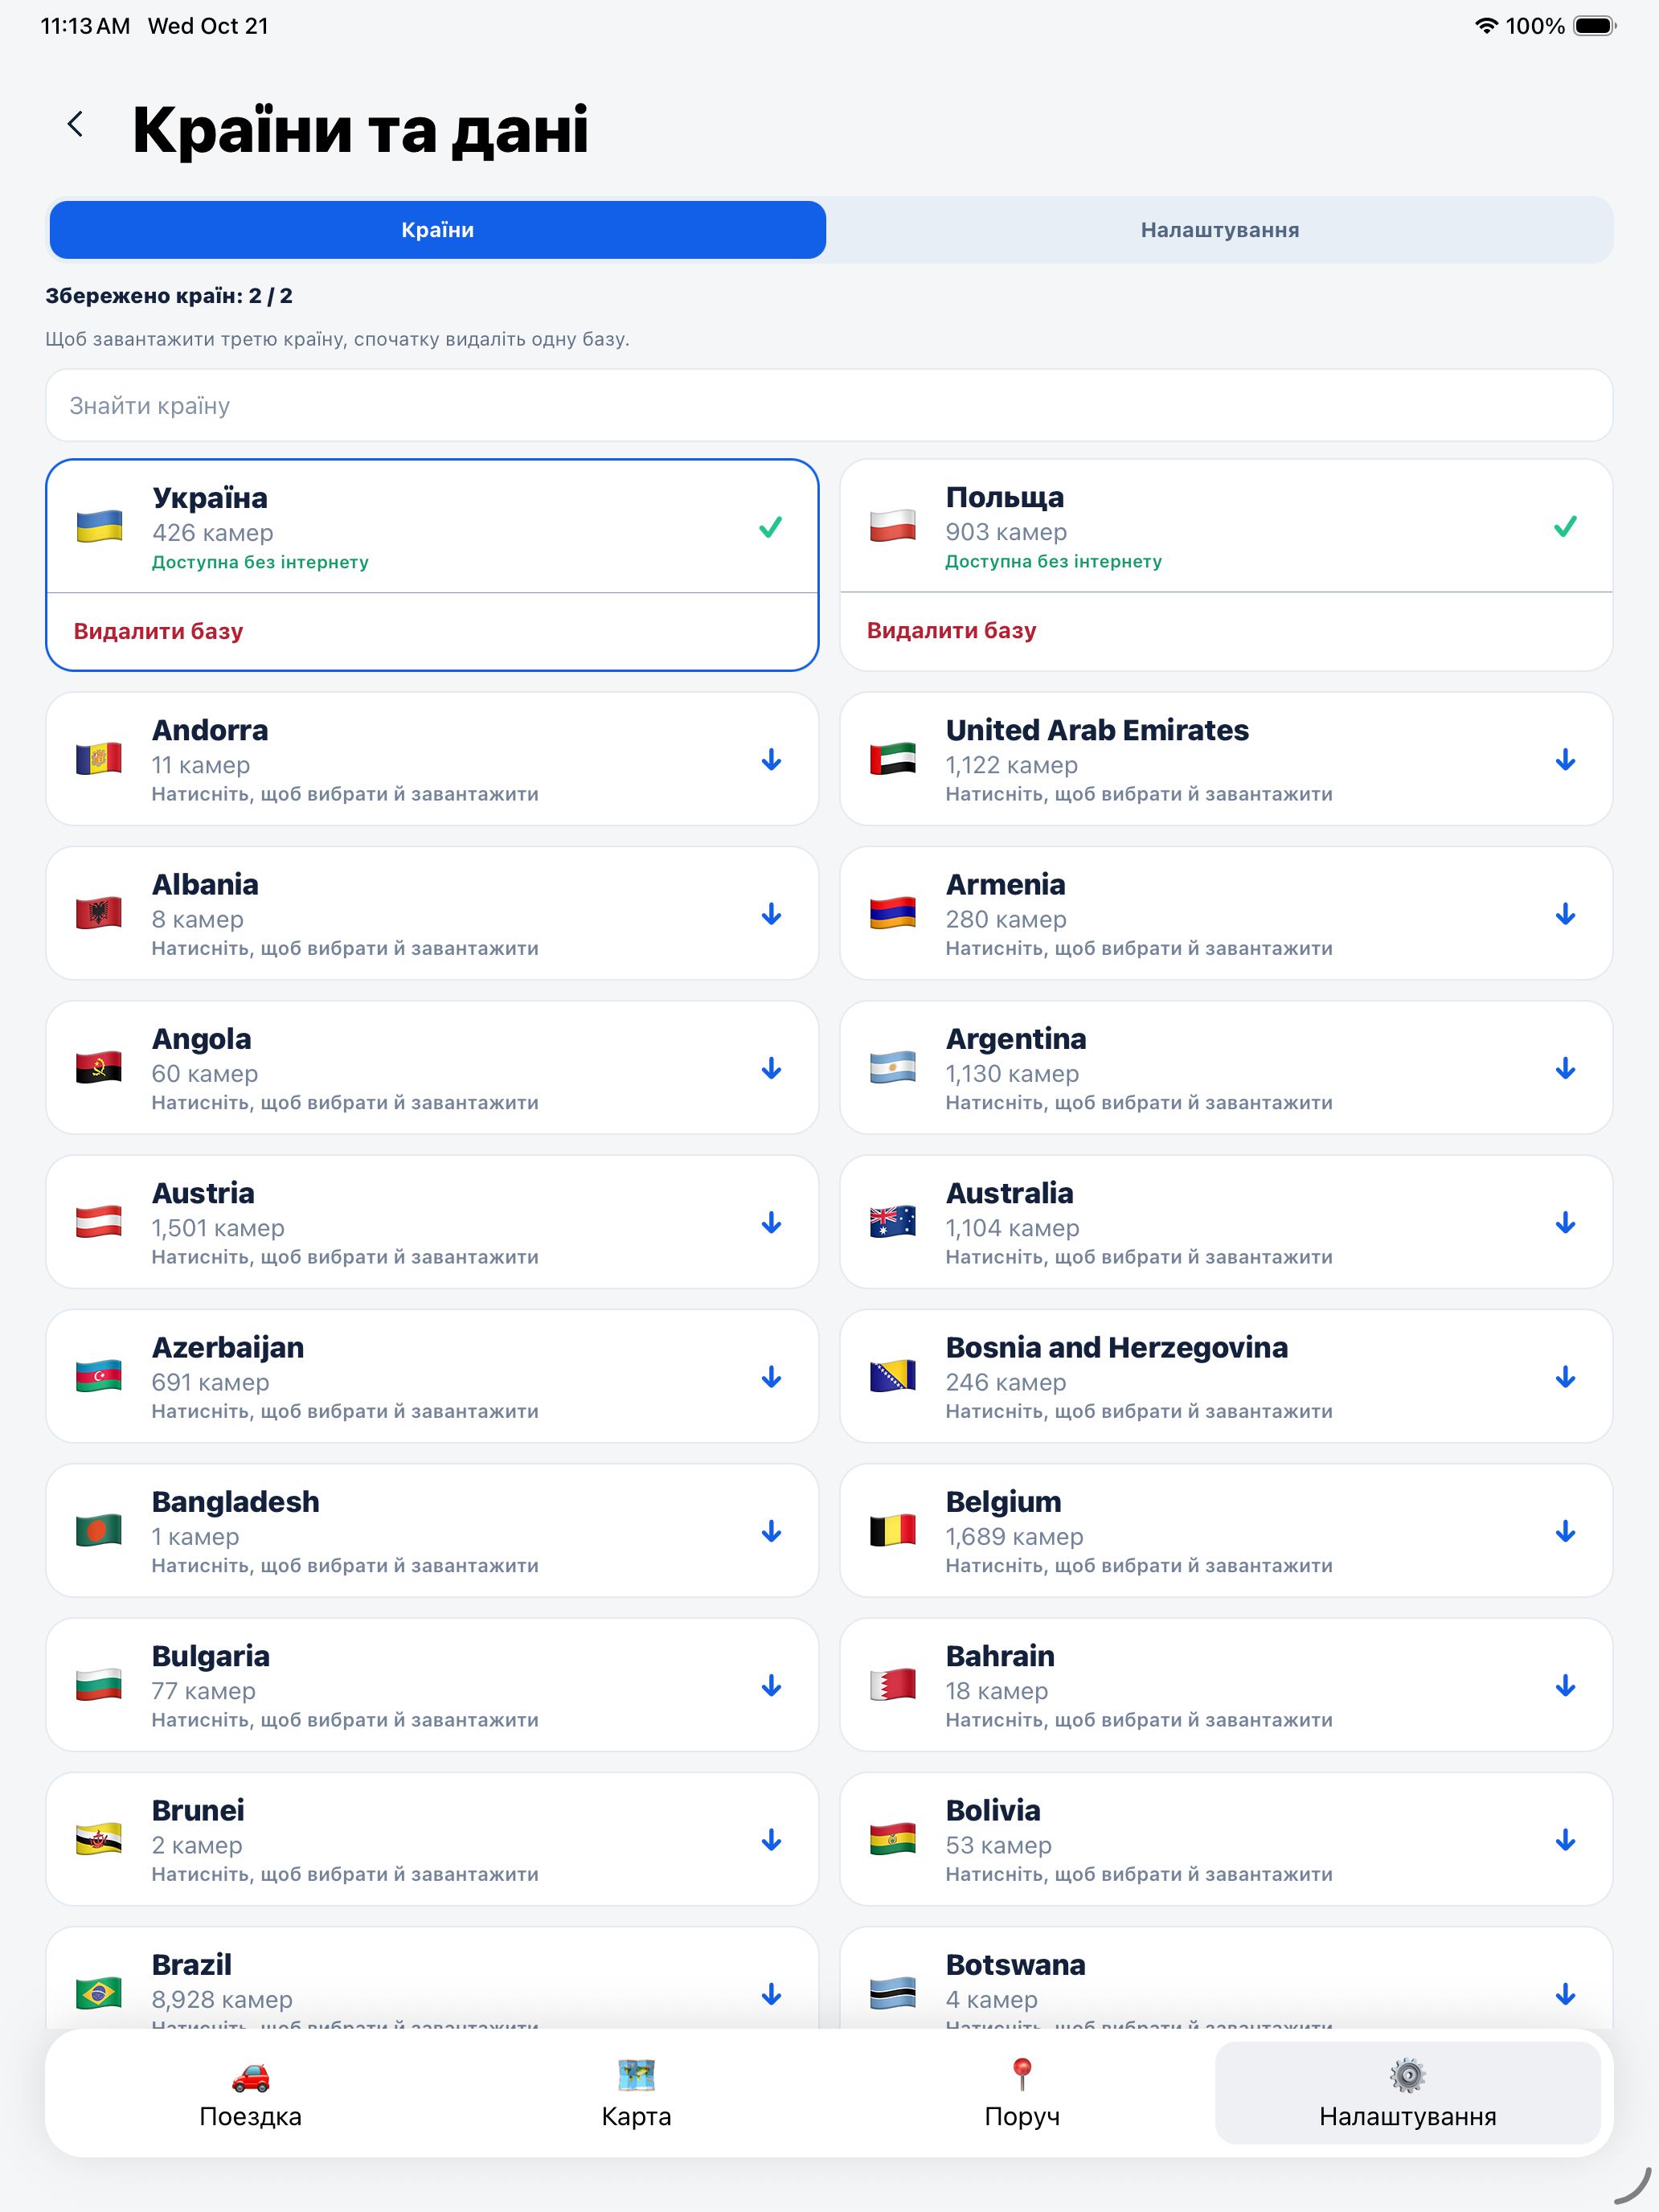 11:13 AM Wed Oct 21
100%
Країни та дані
Країни
Налаштування
Збережено країн: 2 / 2
Щоб завантажити третю країну, спочатку видаліть одну базу.
Знайти країну
Україна
426 камер
Доступна без інтернету
Видалити базу
Польща
903 камер
Доступна без інтернету
Видалити базу
Andorra
11 камер
Натисніть, щоб вибрати й завантажити
United Arab Emirates
1,122 камер
Натисніть, щоб вибрати й завантажити
Albania
8 камер
Натисніть, щоб вибрати й завантажити
Armenia
280 камер
Натисніть, щоб вибрати й завантажити
Angola
60 камер
Натисніть, щоб вибрати й завантажити
Argentina
1,130 камер
Натисніть, щоб вибрати й завантажити
Austria
1,501 камер
Натисніть, щоб вибрати й завантажити
Australia
1,104 камер
Натисніть, щоб вибрати й завантажити
Azerbaijan
691 камер
Натисніть, щоб вибрати й завантажити
Bosnia and Herzegovina
246 камер
Натисніть, щоб вибрати й завантажити
Bangladesh
1 камер
Натисніть, щоб вибрати й завантажити
Belgium
1,689 камер
Натисніть, щоб вибрати й завантажити
Bulgaria
77 камер
Натисніть, щоб вибрати й завантажити
Bahrain
18 камер
Натисніть, щоб вибрати й завантажити
Brunei
2 камер
Натисніть, щоб вибрати й завантажити
Bolivia
53 камер
Натисніть, щоб вибрати й завантажити
Brazil
8,928 камер
Натисніть, щоб вибрати й завантажити
Botswana
4 камер
Натисніть, щоб вибрати й завантажити
Поездка
Карта
Поруч
Налаштування